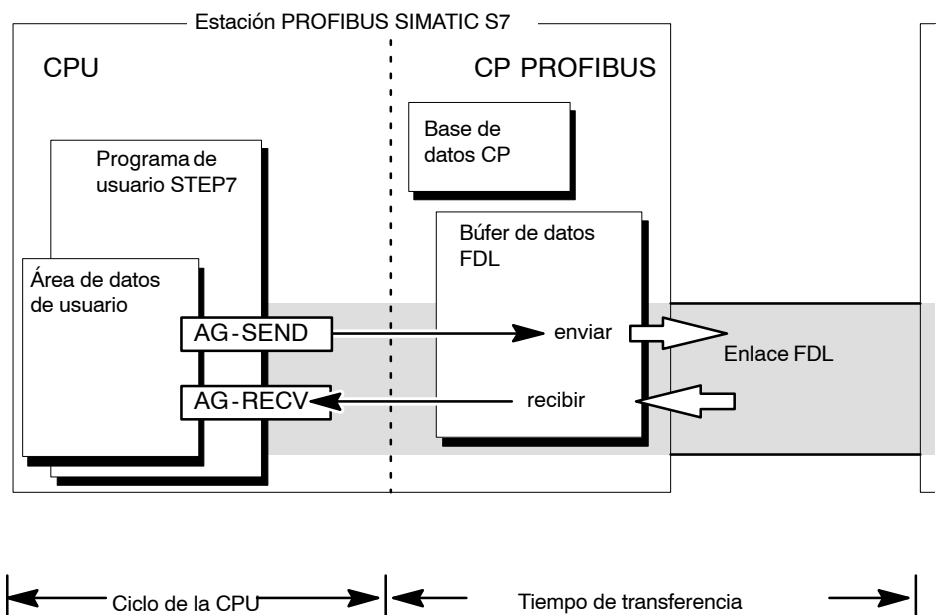 Estación PROFIBUS SIMATIC S7
CPU
CP PROFIBUS
Programa de
usuario STEP7
Base de
datos CP
Área de datos
de usuario
Búfer de datos
FDL
AG-SEND
enviar
Enlace FDL
AG-RECV
recibir
Ciclo de la CPU
Tiempo de transferencia